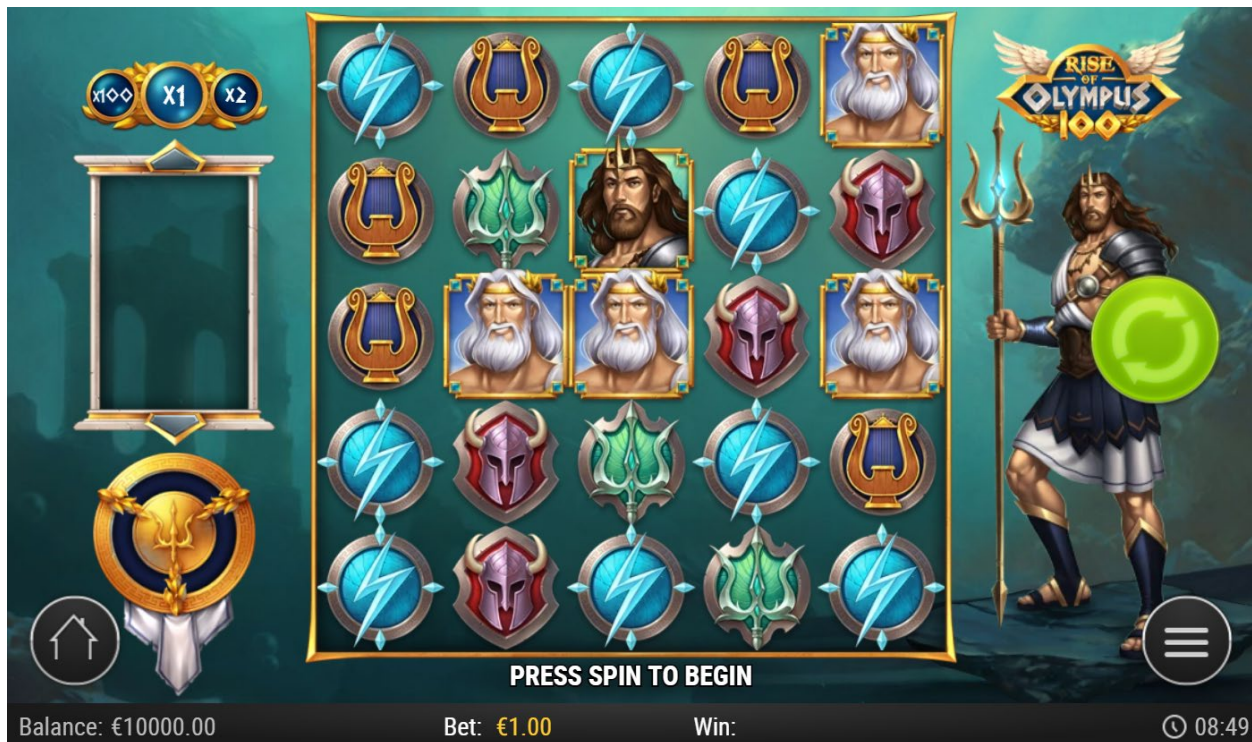 x100 X1 X2
RISE
OF
OLYMPUS
100
PRESS SPIN TO BEGIN
Balance: €10000.00 Bet: €1.00 Win: 08:49